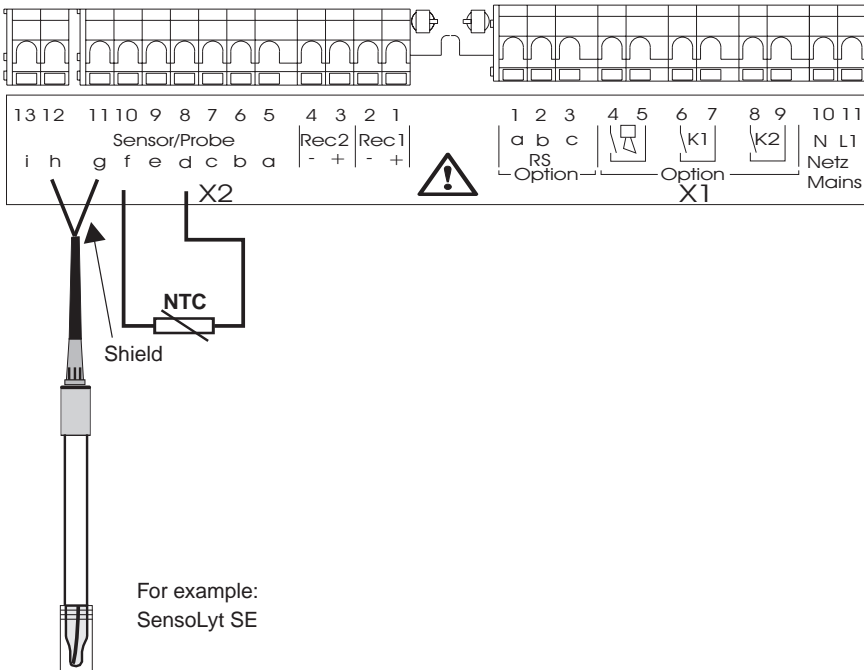 13 12 11 10 9 8 7 6 5 4 3 2 1 1 2 3 4 5 6 7 8 9 10 11
Sensor/Probe Rec2 Rec1 a b c K1 K2 N L1
i h g f e d c b a - + - + RS Netz
Option Option Mains
X2 X1
NTC
Shield
For example:
SensoLyt SE